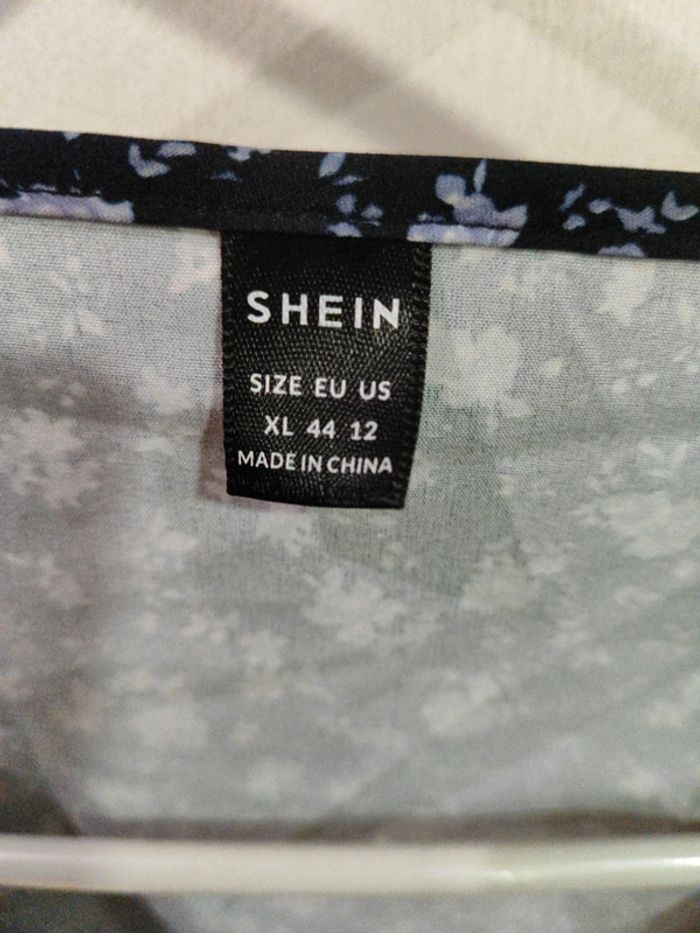 SHEIN
SIZE EU US
XL 44 12
MADE IN CHINA